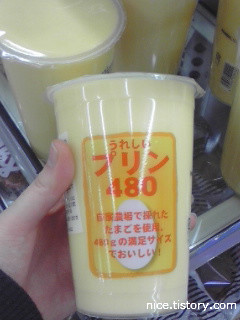 うれしい
プリン
480
農場で採れた
たまごを使用。
480gの満足サイズ
でおいしい!
nice.tistory.com